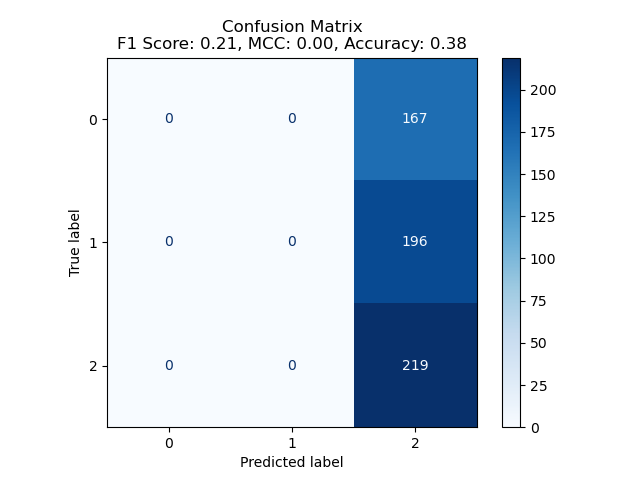 Confusion Matrix
F1 Score: 0.21, MCC: 0.00, Accuracy: 0.38
0 0 0 167
1 0 0 196
2 0 0 219
0 1 2
True label
Predicted label
200
175
150
125
100
75
50
25
0